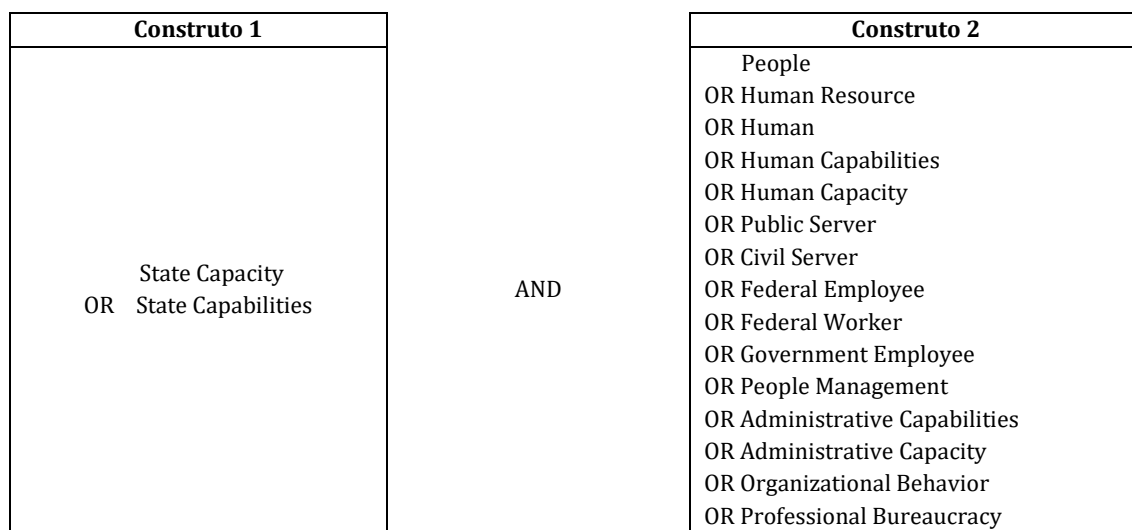 Construto 1
State Capacity
OR State Capabilities
AND
Construto 2
People
OR Human Resource
OR Human
OR Human Capabilities
OR Human Capacity
OR Public Server
OR Civil Server
OR Federal Employee
OR Federal Worker
OR Government Employee
OR People Management
OR Administrative Capabilities
OR Administrative Capacity
OR Organizational Behavior
OR Professional Bureaucracy